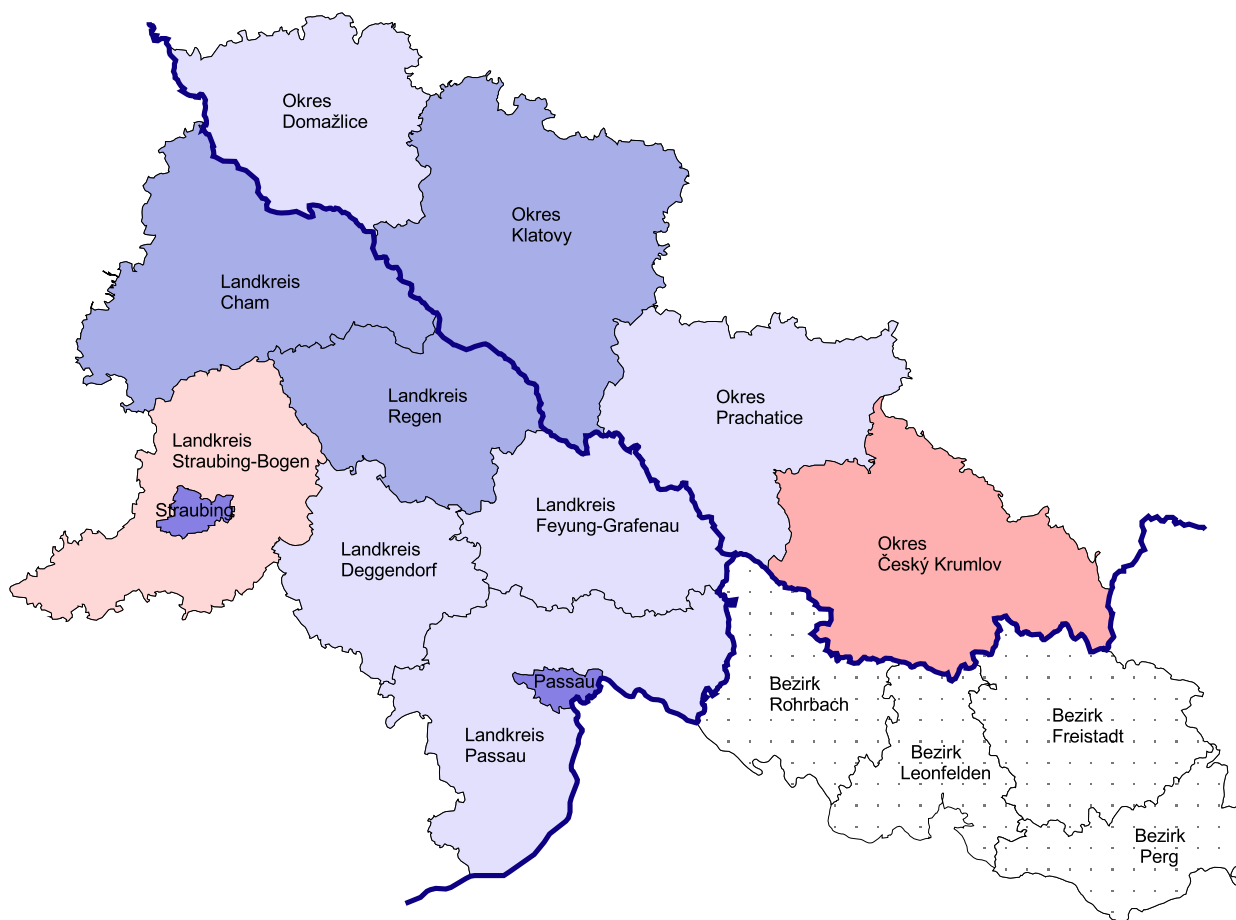 Okres
Domažlice
Okres
Klatovy
Landkreis
Cham
Landkreis
Regen
Okres
Prachatice
Landkreis
Straubing-Bogen
Straubing
Landkreis
Feyung-Grafenau
Landkreis
Deggendorf
Okres
Český Krumlov
Passau
Bezirk
Rohrbach
Landkreis
Passau
Bezirk
Freistadt
Bezirk
Leonfelden
Bezirk
Perg